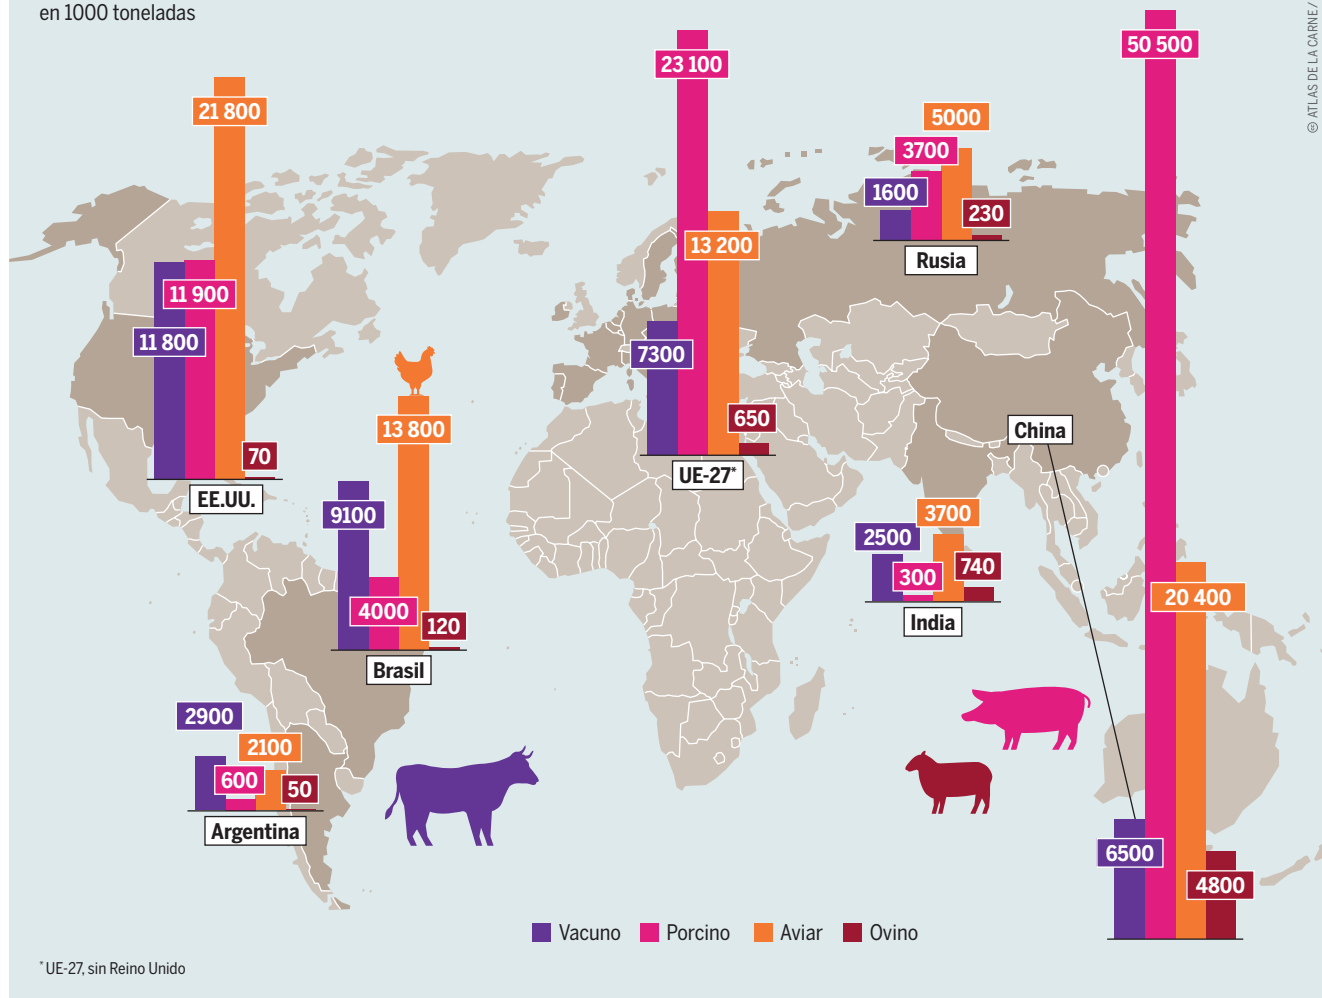 en 1000 toneladas
© ATLAS DE LA CARNE/
50 500
23 100
21 800
5000
3700
1600
230
Rusia
13 200
11 900
11 800
7300
650
UE-27*
China
13 800
70
EE.UU.
9100
4000
120
Brasil
3700
2500
300
740
India
20 400
2900
2100
600
50
Argentina
6500
4800
Vacuno Porcino Aviar Ovino
*UE-27, sin Reino Unido